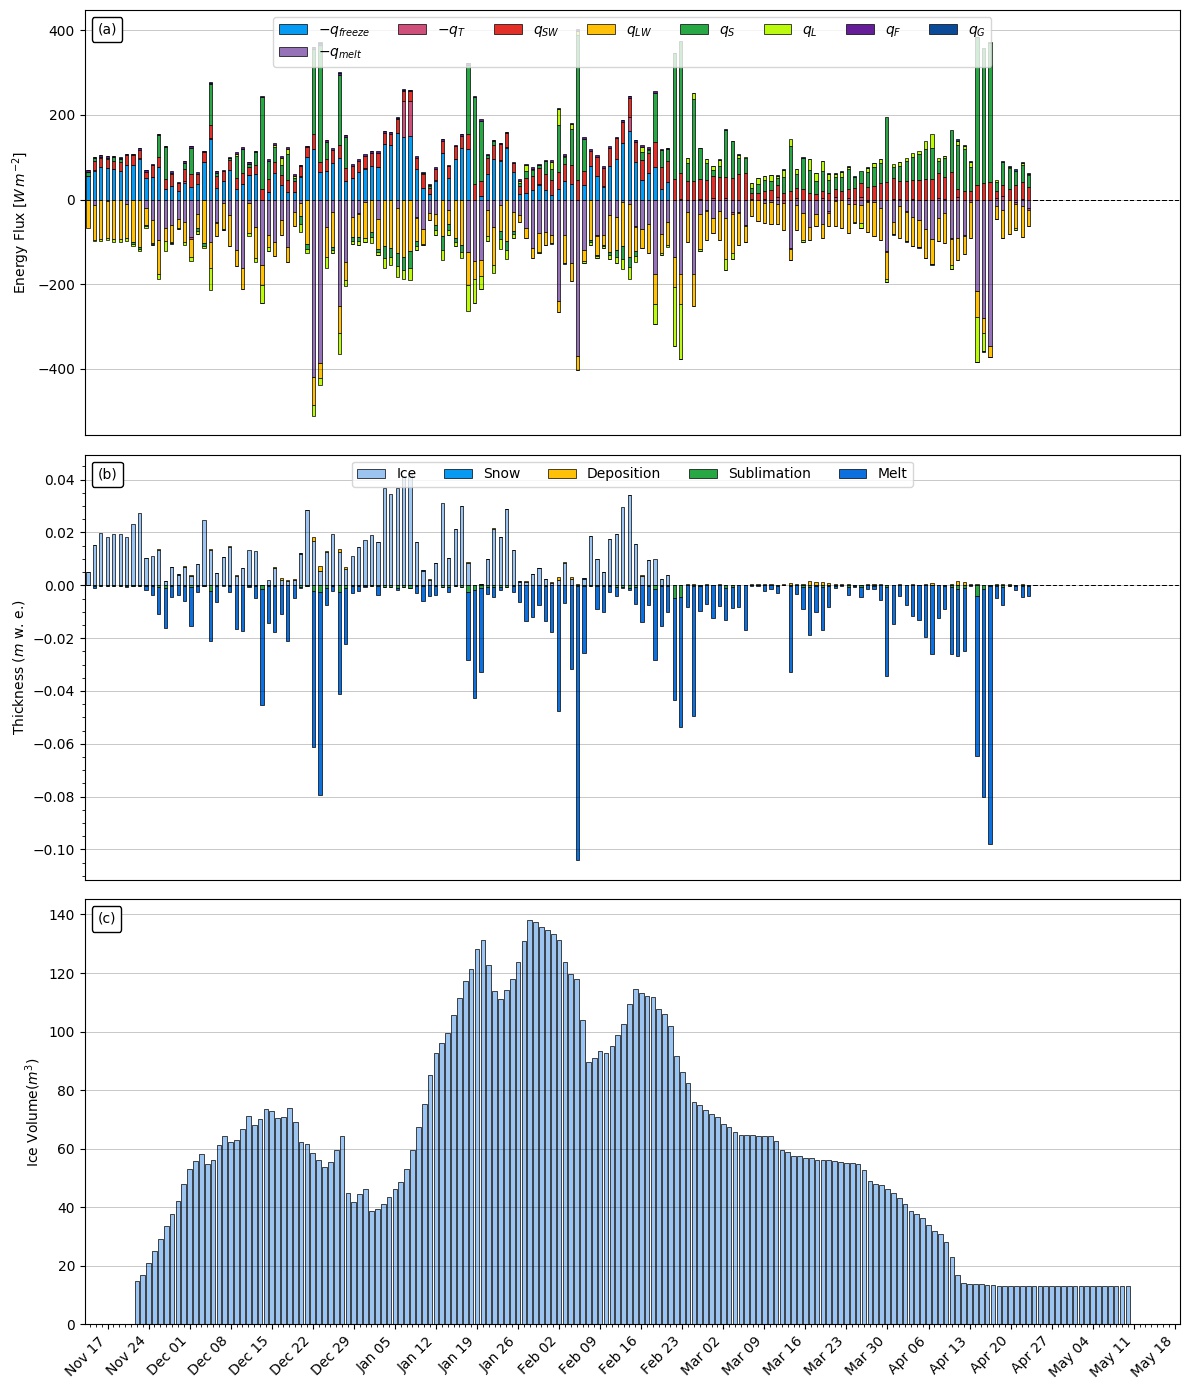 (a)
−q_freeze −q_T q_SW q_LW q_S q_L q_F q_G
−q_melt
400
200
0
−200
−400
Energy Flux [W m⁻²]
(b)
Ice Snow Deposition Sublimation Melt
0.04
0.02
0.00
−0.02
−0.04
−0.06
−0.08
−0.10
Thickness (m w. e.)
(c)
140
120
100
80
60
40
20
0
Ice Volume(m³)
Nov 17 Nov 24 Dec 01 Dec 08 Dec 15 Dec 22 Dec 29 Jan 05 Jan 12 Jan 19 Jan 26 Feb 02 Feb 09 Feb 16 Feb 23 Mar 02 Mar 09 Mar 16 Mar 23 Mar 30 Apr 06 Apr 13 Apr 20 Apr 27 May 04 May 11 May 18